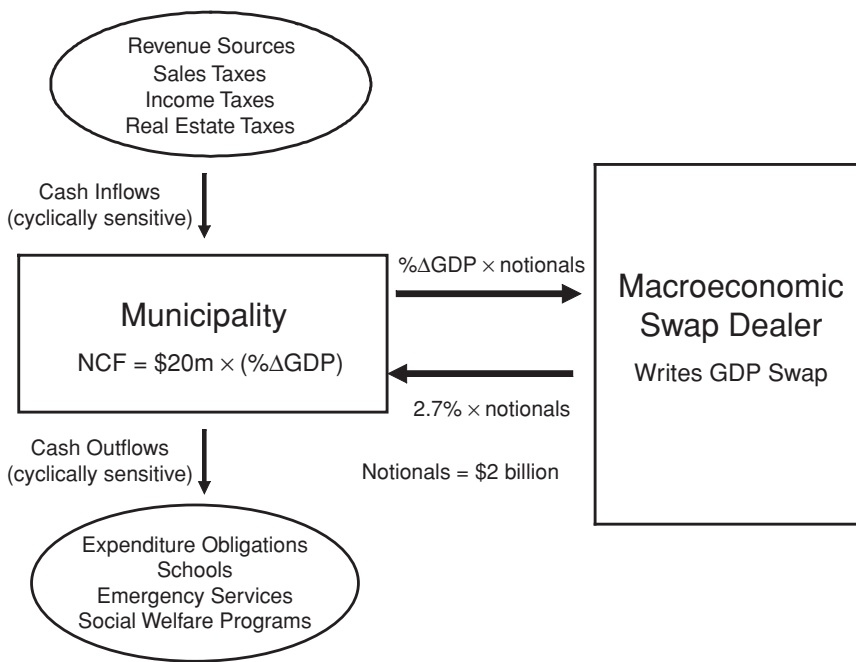 Revenue Sources
Sales Taxes
Income Taxes
Real Estate Taxes
Cash Inflows
(cyclically sensitive)
Municipality
NCF = $20m × (%ΔGDP)
%ΔGDP × notionals
Macroeconomic
Swap Dealer
Writes GDP Swap
2.7% × notionals
Cash Outflows
(cyclically sensitive)
Notionals = $2 billion
Expenditure Obligations
Schools
Emergency Services
Social Welfare Programs